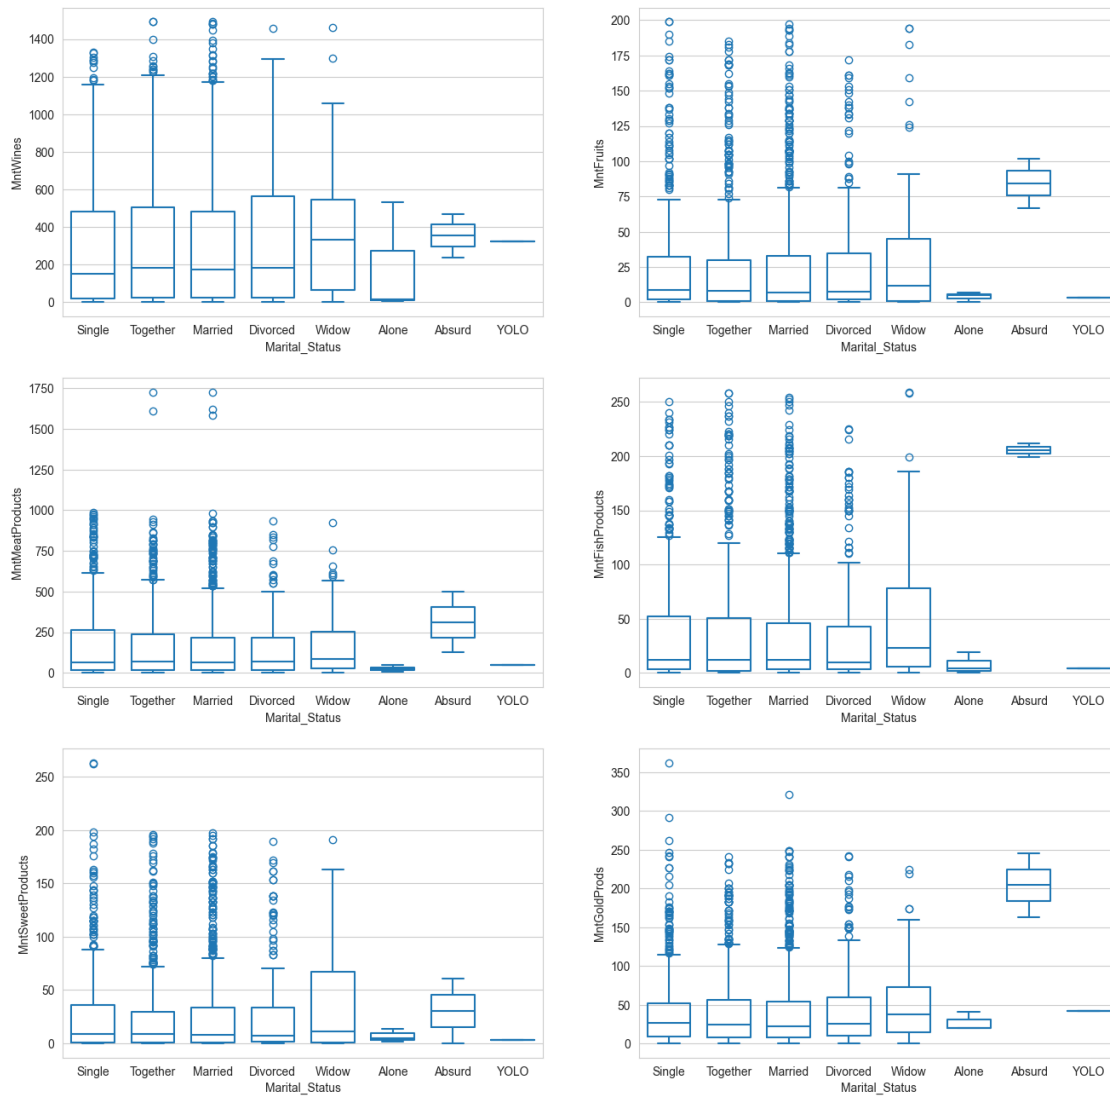 MntWines
1400
1200
1000
800
600
400
200
0
Single Together Married Divorced Widow Alone Absurd YOLO
Marital_Status
MntFruits
200
175
150
125
100
75
50
25
0
Single Together Married Divorced Widow Alone Absurd YOLO
Marital_Status
MntMeatProducts
1750
1500
1250
1000
750
500
250
0
Single Together Married Divorced Widow Alone Absurd YOLO
Marital_Status
MntFishProducts
250
200
150
100
50
0
Single Together Married Divorced Widow Alone Absurd YOLO
Marital_Status
MntSweetProducts
250
200
150
100
50
0
Single Together Married Divorced Widow Alone Absurd YOLO
Marital_Status
MntGoldProds
350
300
250
200
150
100
50
0
Single Together Married Divorced Widow Alone Absurd YOLO
Marital_Status